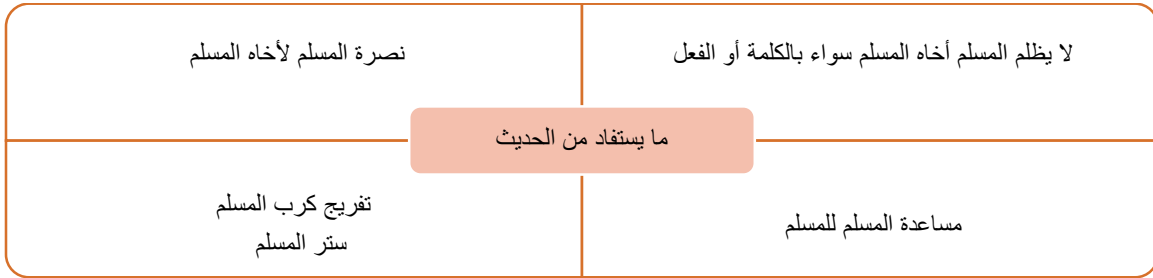 لا يظلم المسلم أخاه المسلم سواء بالكلمة أو الفعل
نصرة المسلم لأخاه المسلم
ما يستفاد من الحديث
مساعدة المسلم للمسلم
تفريج كرب المسلم
ستر المسلم